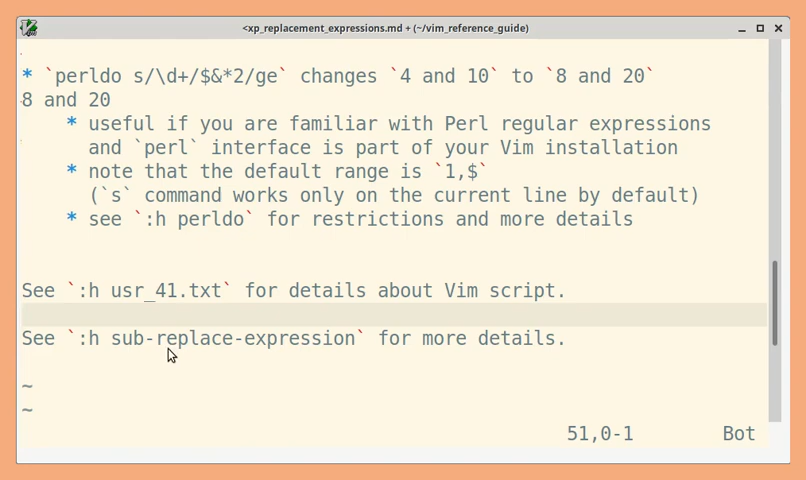 <xp_replacement_expressions.md + (~/vim_reference_guide)
* `perldo s/\d+/$&*2/ge` changes `4 and 10` to `8 and 20`
8 and 20
* useful if you are familiar with Perl regular expressions
and `perl` interface is part of your Vim installation
* note that the default range is `1,$`
(`s` command works only on the current line by default)
* see `:h perldo` for restrictions and more details
See `:h usr_41.txt` for details about Vim script.
See `:h sub-replace-expression` for more details.
~
~
51,0-1 Bot